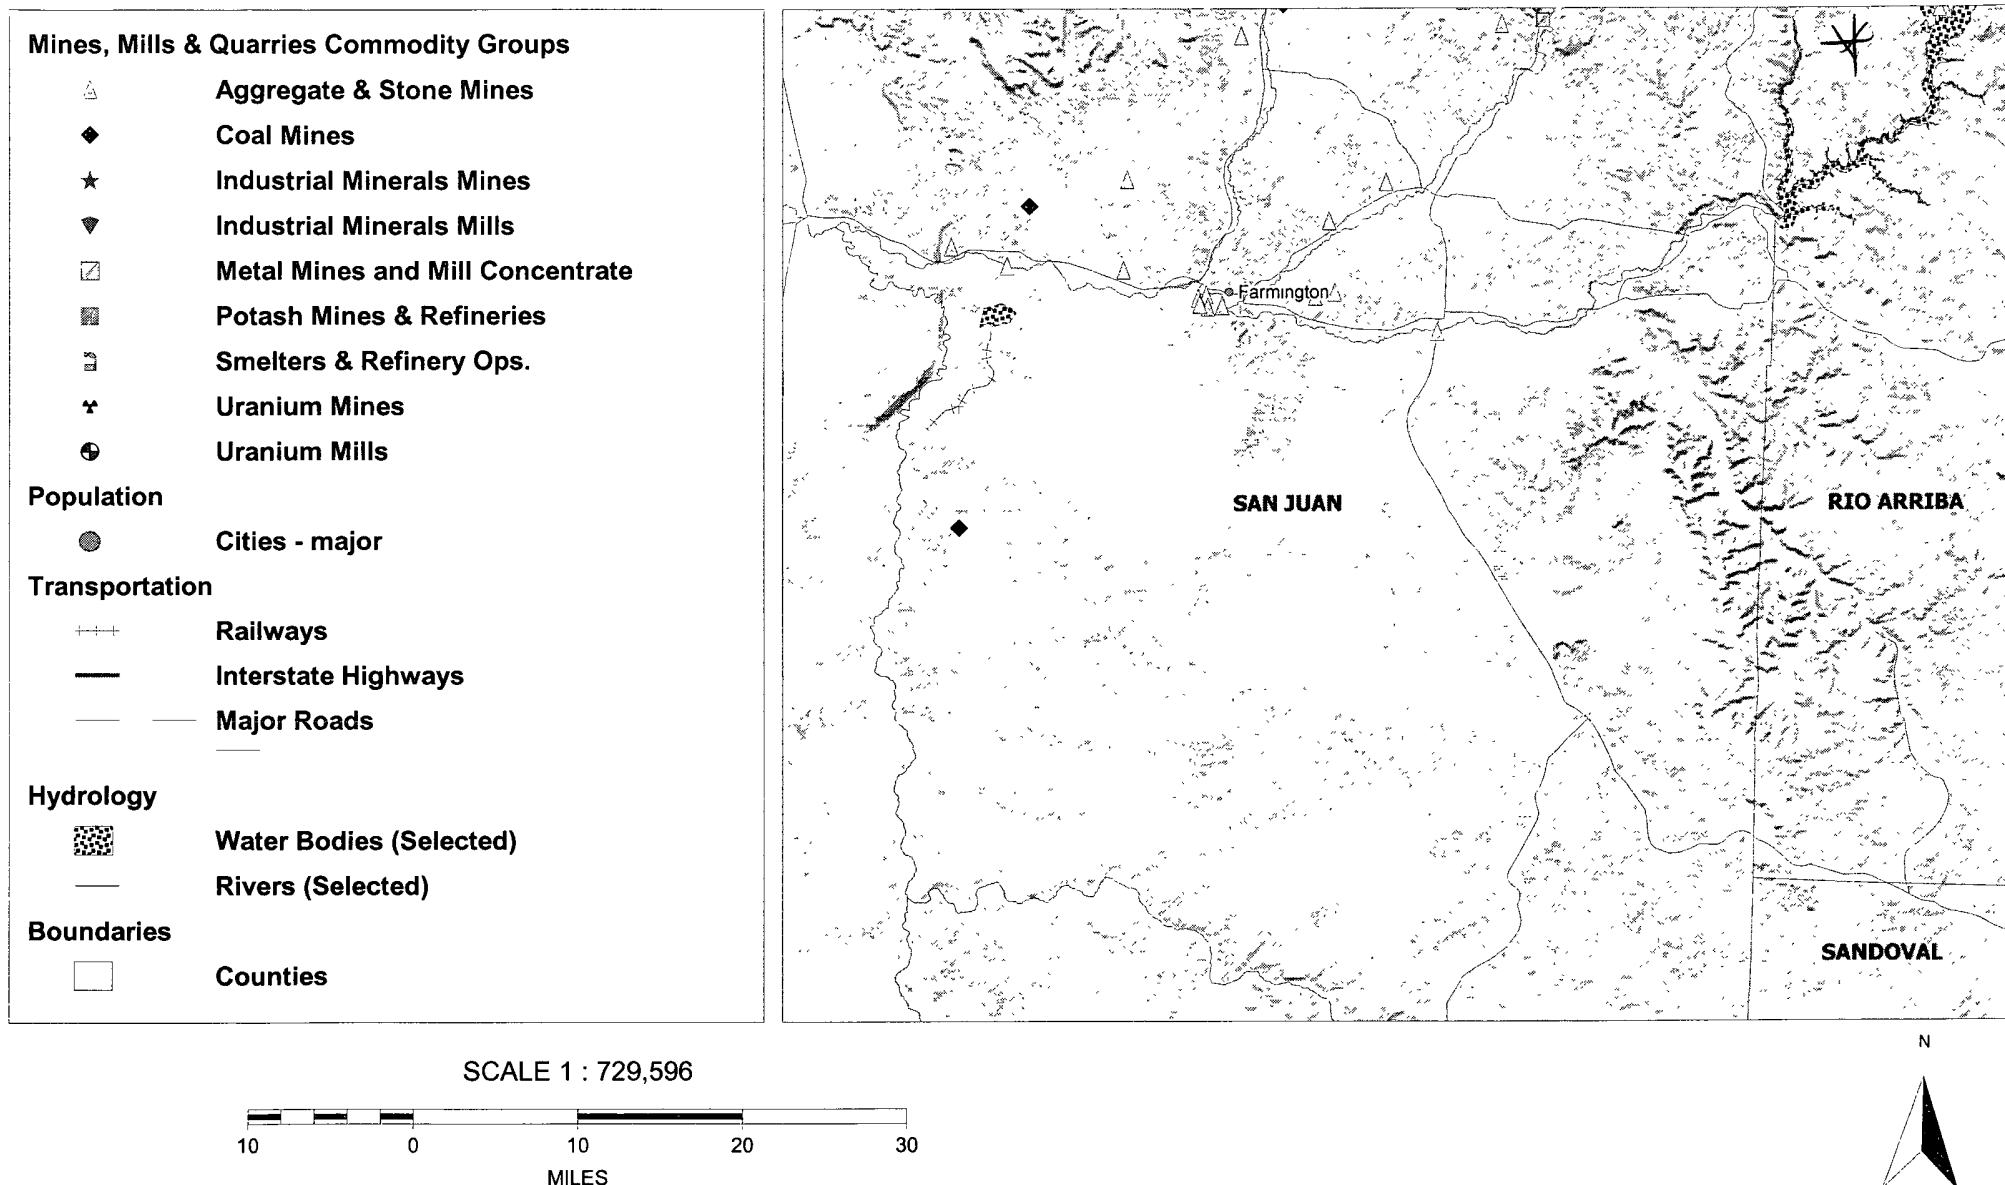 Mines, Mills & Quarries Commodity Groups
Aggregate & Stone Mines
Coal Mines
Industrial Minerals Mines
Industrial Minerals Mills
Metal Mines and Mill Concentrate
Potash Mines & Refineries
Smelters & Refinery Ops.
Uranium Mines
Uranium Mills
Population
Cities - major
Transportation
Railways
Interstate Highways
Major Roads
Hydrology
Water Bodies (Selected)
Rivers (Selected)
Boundaries
Counties
Farmington
SAN JUAN
RIO ARRIBA
SANDOVAL
SCALE 1 : 729,596
10 0 10 20 30
MILES
N